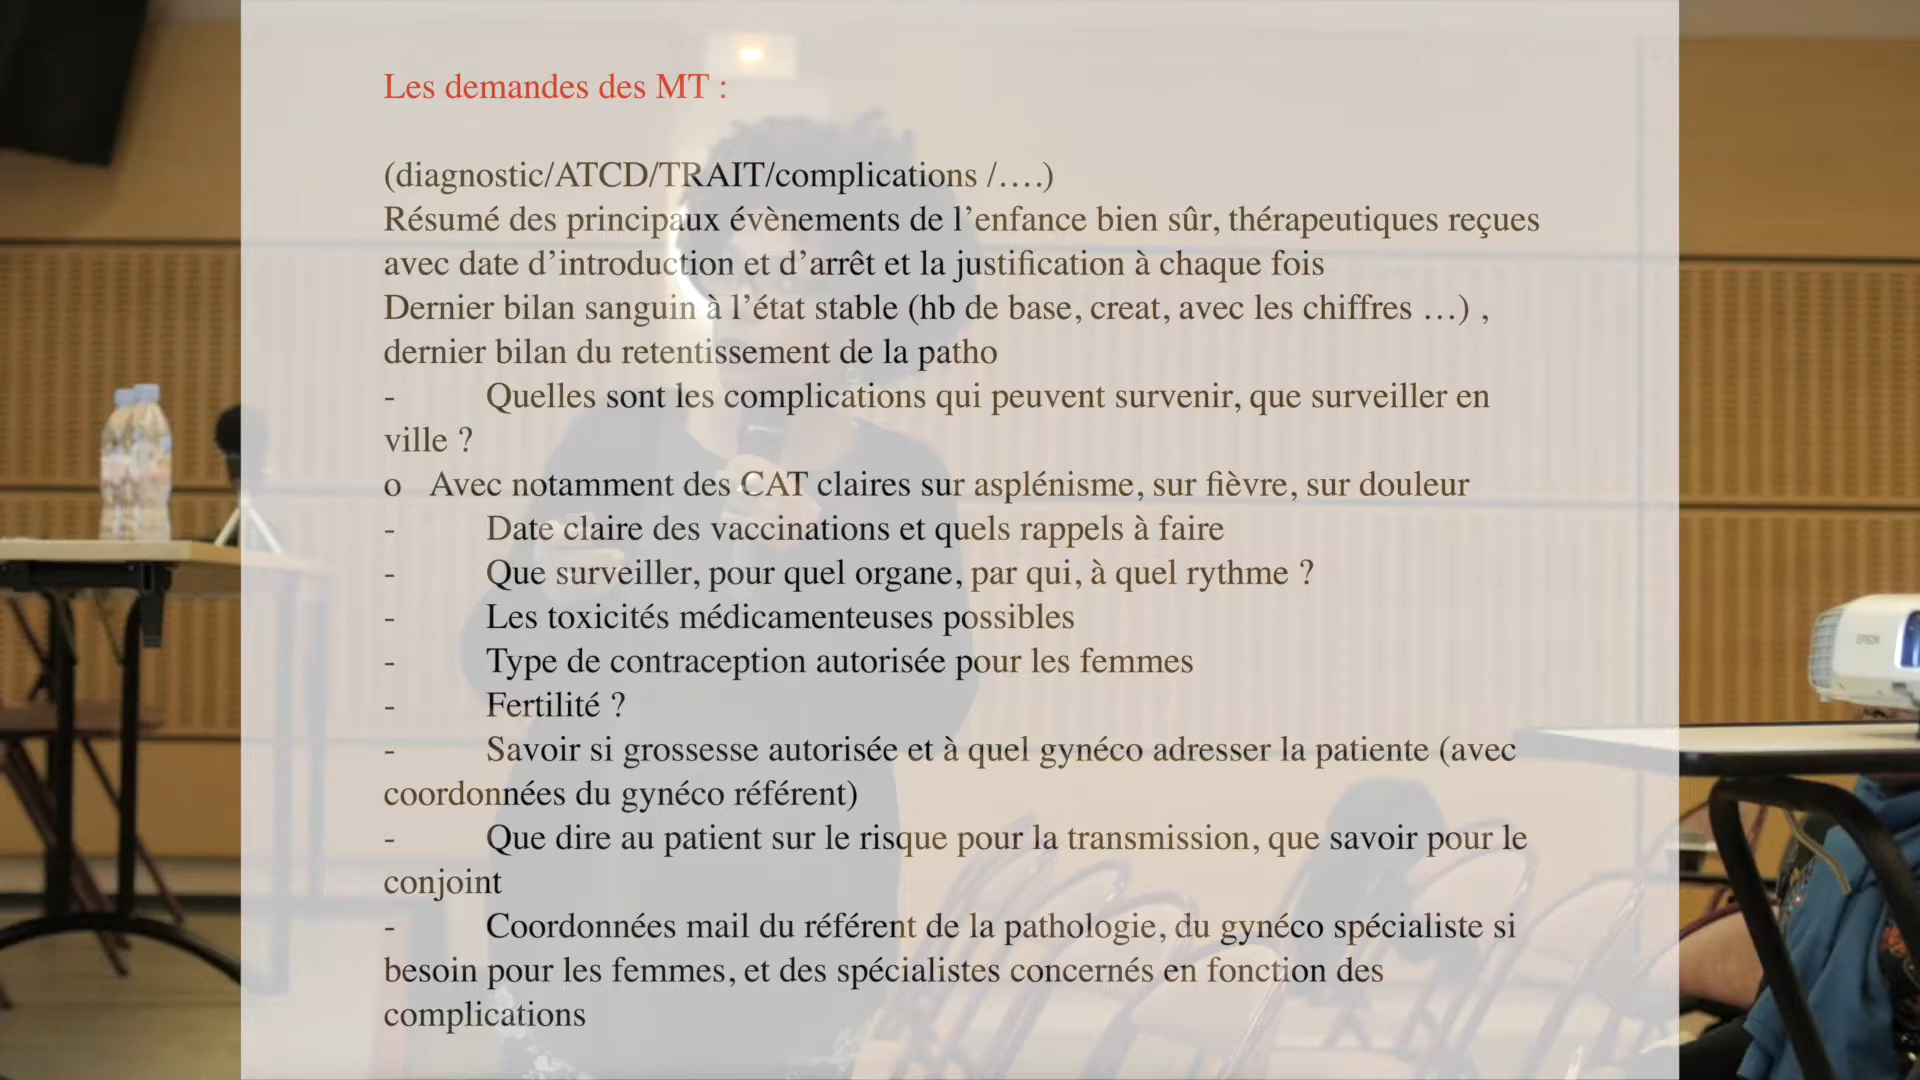 Les demandes des MT :
(diagnostic/ATCD/TRAIT/complications /….)
Résumé des principaux évènements de l’enfance bien sûr, thérapeutiques reçues
avec date d’introduction et d’arrêt et la justification à chaque fois
Dernier bilan sanguin à l’état stable (hb de base, creat, avec les chiffres …) ,
dernier bilan du retentissement de la patho
- Quelles sont les complications qui peuvent survenir, que surveiller en
ville ?
o Avec notamment des CAT claires sur asplénisme, sur fièvre, sur douleur
- Date claire des vaccinations et quels rappels à faire
- Que surveiller, pour quel organe, par qui, à quel rythme ?
- Les toxicités médicamenteuses possibles
- Type de contraception autorisée pour les femmes
- Fertilité ?
- Savoir si grossesse autorisée et à quel gynéco adresser la patiente (avec
coordonnées du gynéco référent)
- Que dire au patient sur le risque pour la transmission, que savoir pour le
conjoint
- Coordonnées mail du référent de la pathologie, du gynéco spécialiste si
besoin pour les femmes, et des spécialistes concernés en fonction des
complications
EPSON